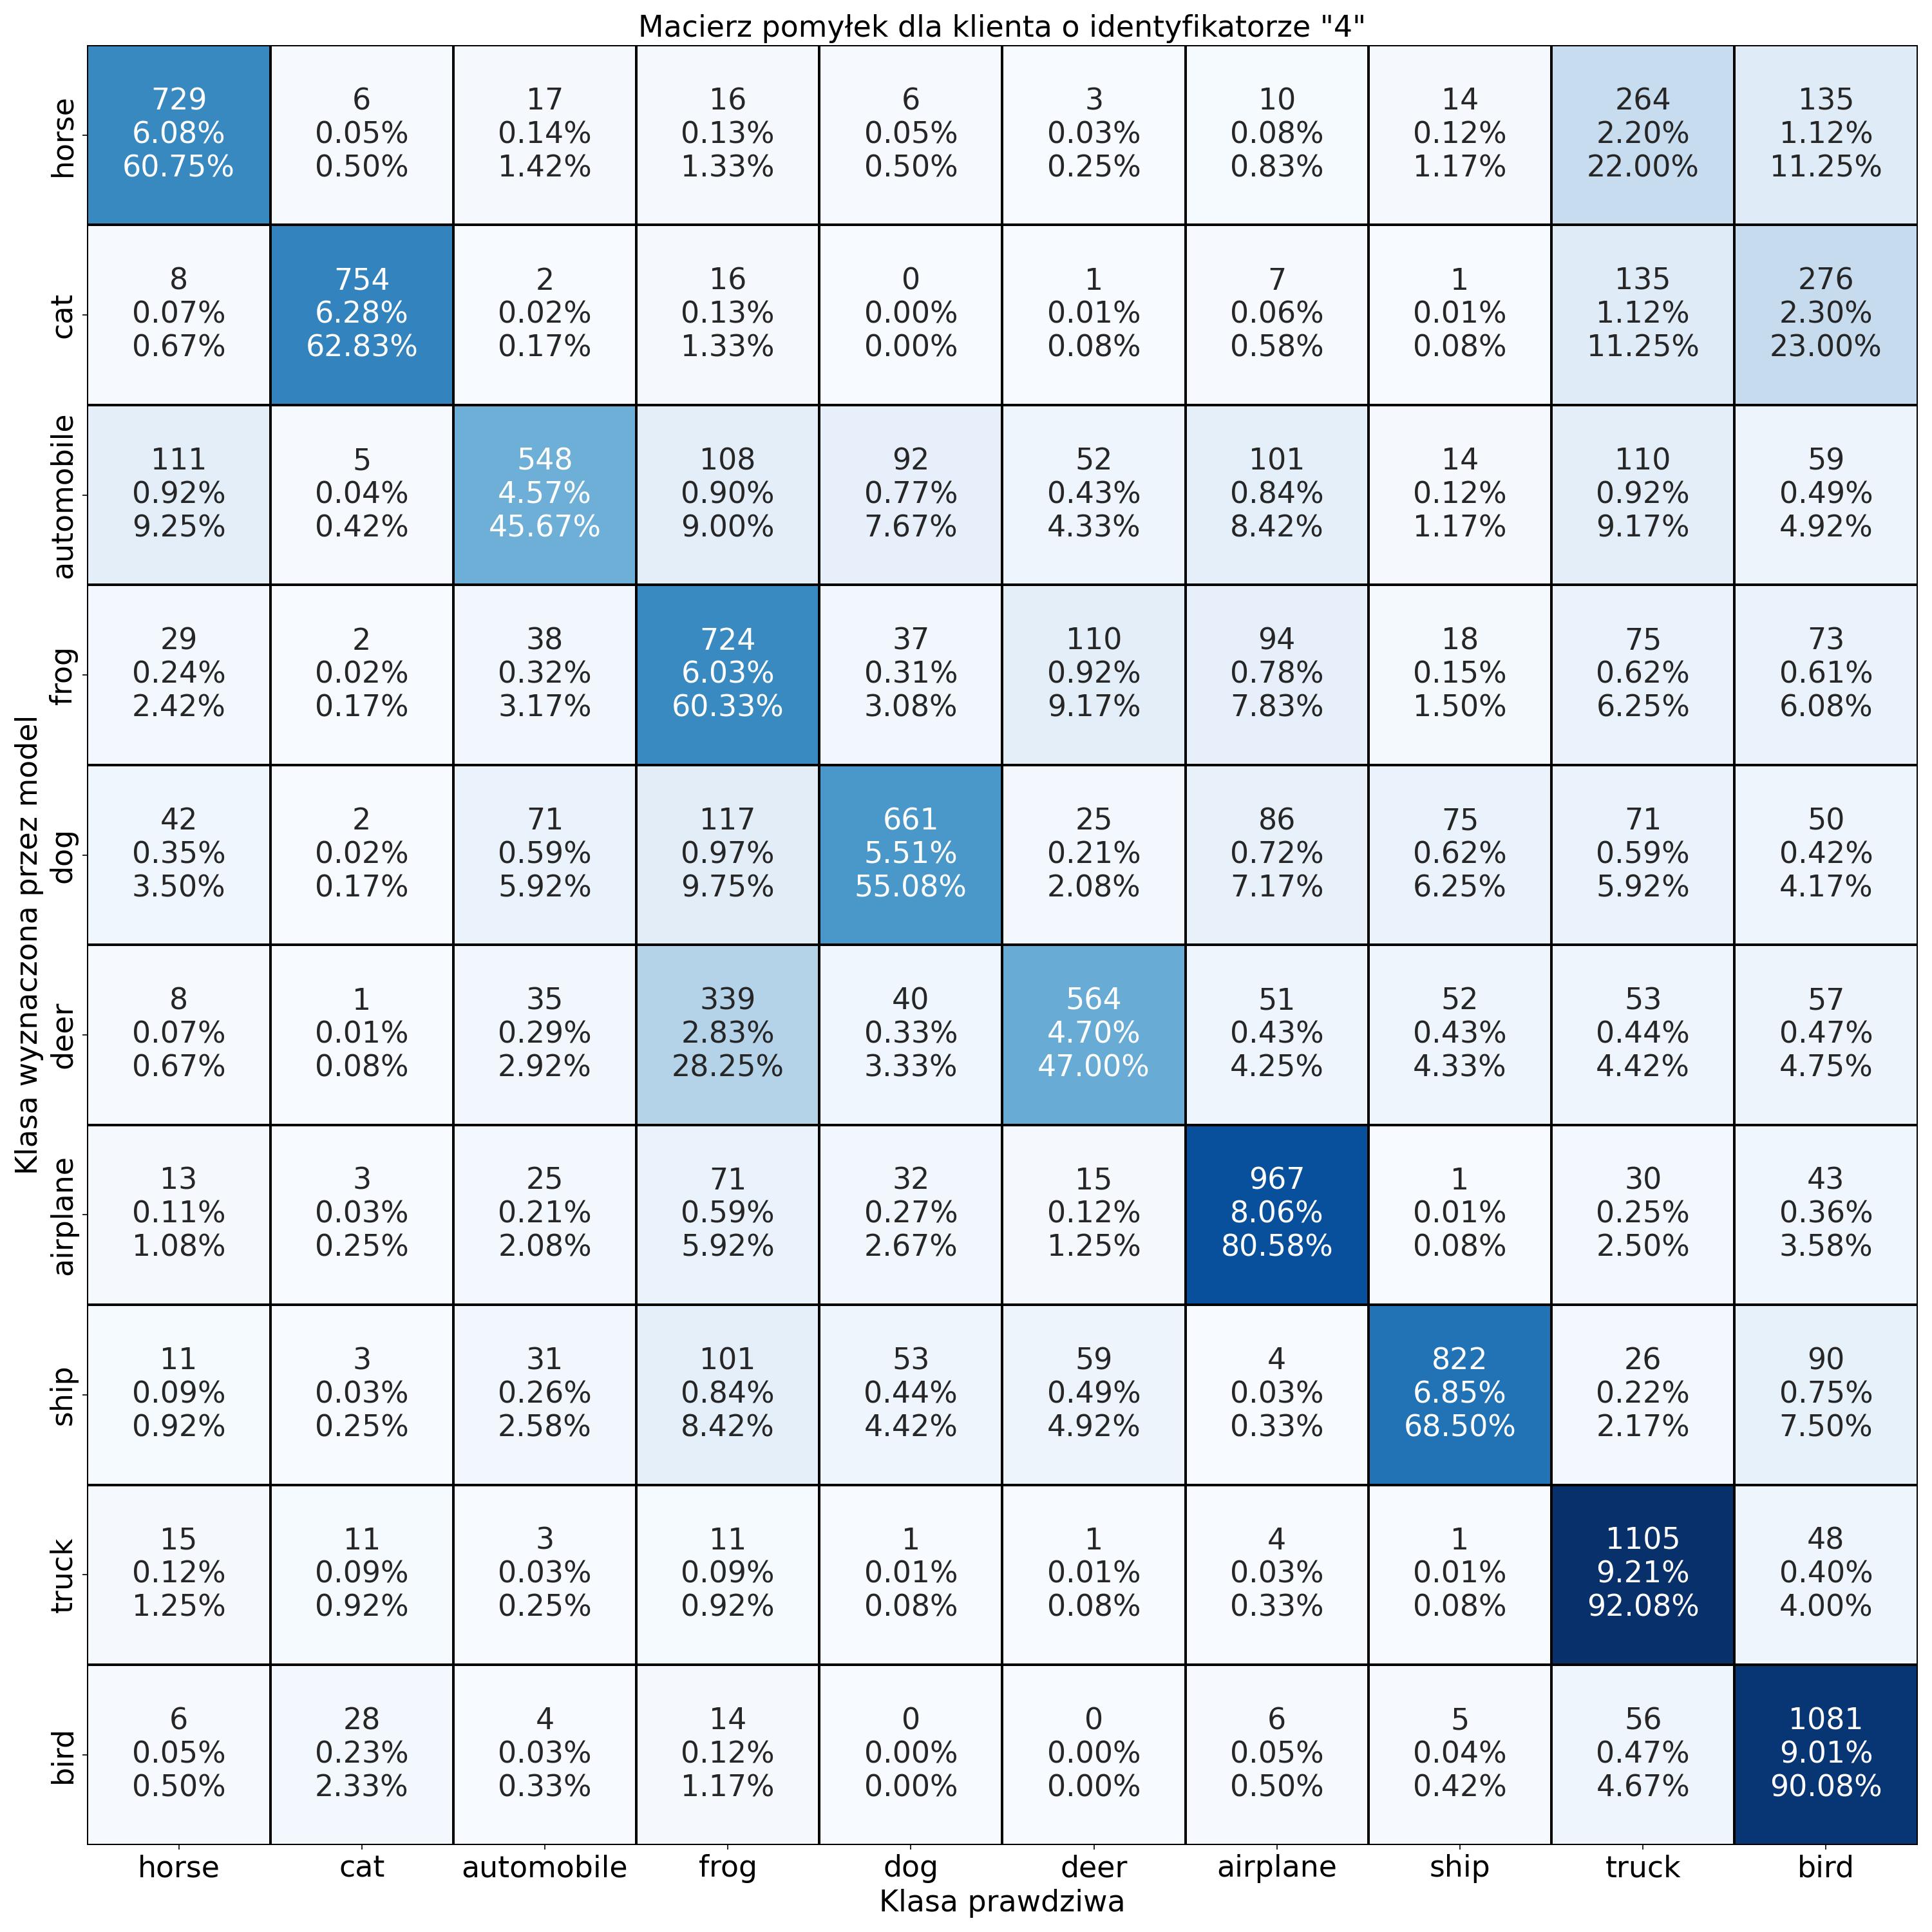 Macierz pomyłek dla klienta o identyfikatorze "4"
Klasa wyznaczona przez model
horse
729 6 17 16 6 3 10 14 264 135
6.08% 0.05% 0.14% 0.13% 0.05% 0.03% 0.08% 0.12% 2.20% 1.12%
60.75% 0.50% 1.42% 1.33% 0.50% 0.25% 0.83% 1.17% 22.00% 11.25%
cat
8 754 2 16 0 1 7 1 135 276
0.07% 6.28% 0.02% 0.13% 0.00% 0.01% 0.06% 0.01% 1.12% 2.30%
0.67% 62.83% 0.17% 1.33% 0.00% 0.08% 0.58% 0.08% 11.25% 23.00%
automobile
111 5 548 108 92 52 101 14 110 59
0.92% 0.04% 4.57% 0.90% 0.77% 0.43% 0.84% 0.12% 0.92% 0.49%
9.25% 0.42% 45.67% 9.00% 7.67% 4.33% 8.42% 1.17% 9.17% 4.92%
frog
29 2 38 724 37 110 94 18 75 73
0.24% 0.02% 0.32% 6.03% 0.31% 0.92% 0.78% 0.15% 0.62% 0.61%
2.42% 0.17% 3.17% 60.33% 3.08% 9.17% 7.83% 1.50% 6.25% 6.08%
dog
42 2 71 117 661 25 86 75 71 50
0.35% 0.02% 0.59% 0.97% 5.51% 0.21% 0.72% 0.62% 0.59% 0.42%
3.50% 0.17% 5.92% 9.75% 55.08% 2.08% 7.17% 6.25% 5.92% 4.17%
deer
8 1 35 339 40 564 51 52 53 57
0.07% 0.01% 0.29% 2.83% 0.33% 4.70% 0.43% 0.43% 0.44% 0.47%
0.67% 0.08% 2.92% 28.25% 3.33% 47.00% 4.25% 4.33% 4.42% 4.75%
airplane
13 3 25 71 32 15 967 1 30 43
0.11% 0.03% 0.21% 0.59% 0.27% 0.12% 8.06% 0.01% 0.25% 0.36%
1.08% 0.25% 2.08% 5.92% 2.67% 1.25% 80.58% 0.08% 2.50% 3.58%
ship
11 3 31 101 53 59 4 822 26 90
0.09% 0.03% 0.26% 0.84% 0.44% 0.49% 0.03% 6.85% 0.22% 0.75%
0.92% 0.25% 2.58% 8.42% 4.42% 4.92% 0.33% 68.50% 2.17% 7.50%
truck
15 11 3 11 1 1 4 1 1105 48
0.12% 0.09% 0.03% 0.09% 0.01% 0.01% 0.03% 0.01% 9.21% 0.40%
1.25% 0.92% 0.25% 0.92% 0.08% 0.08% 0.33% 0.08% 92.08% 4.00%
bird
6 28 4 14 0 0 6 5 56 1081
0.05% 0.23% 0.03% 0.12% 0.00% 0.00% 0.05% 0.04% 0.47% 9.01%
0.50% 2.33% 0.33% 1.17% 0.00% 0.00% 0.50% 0.42% 4.67% 90.08%
horse cat automobile frog dog deer airplane ship truck bird
Klasa prawdziwa